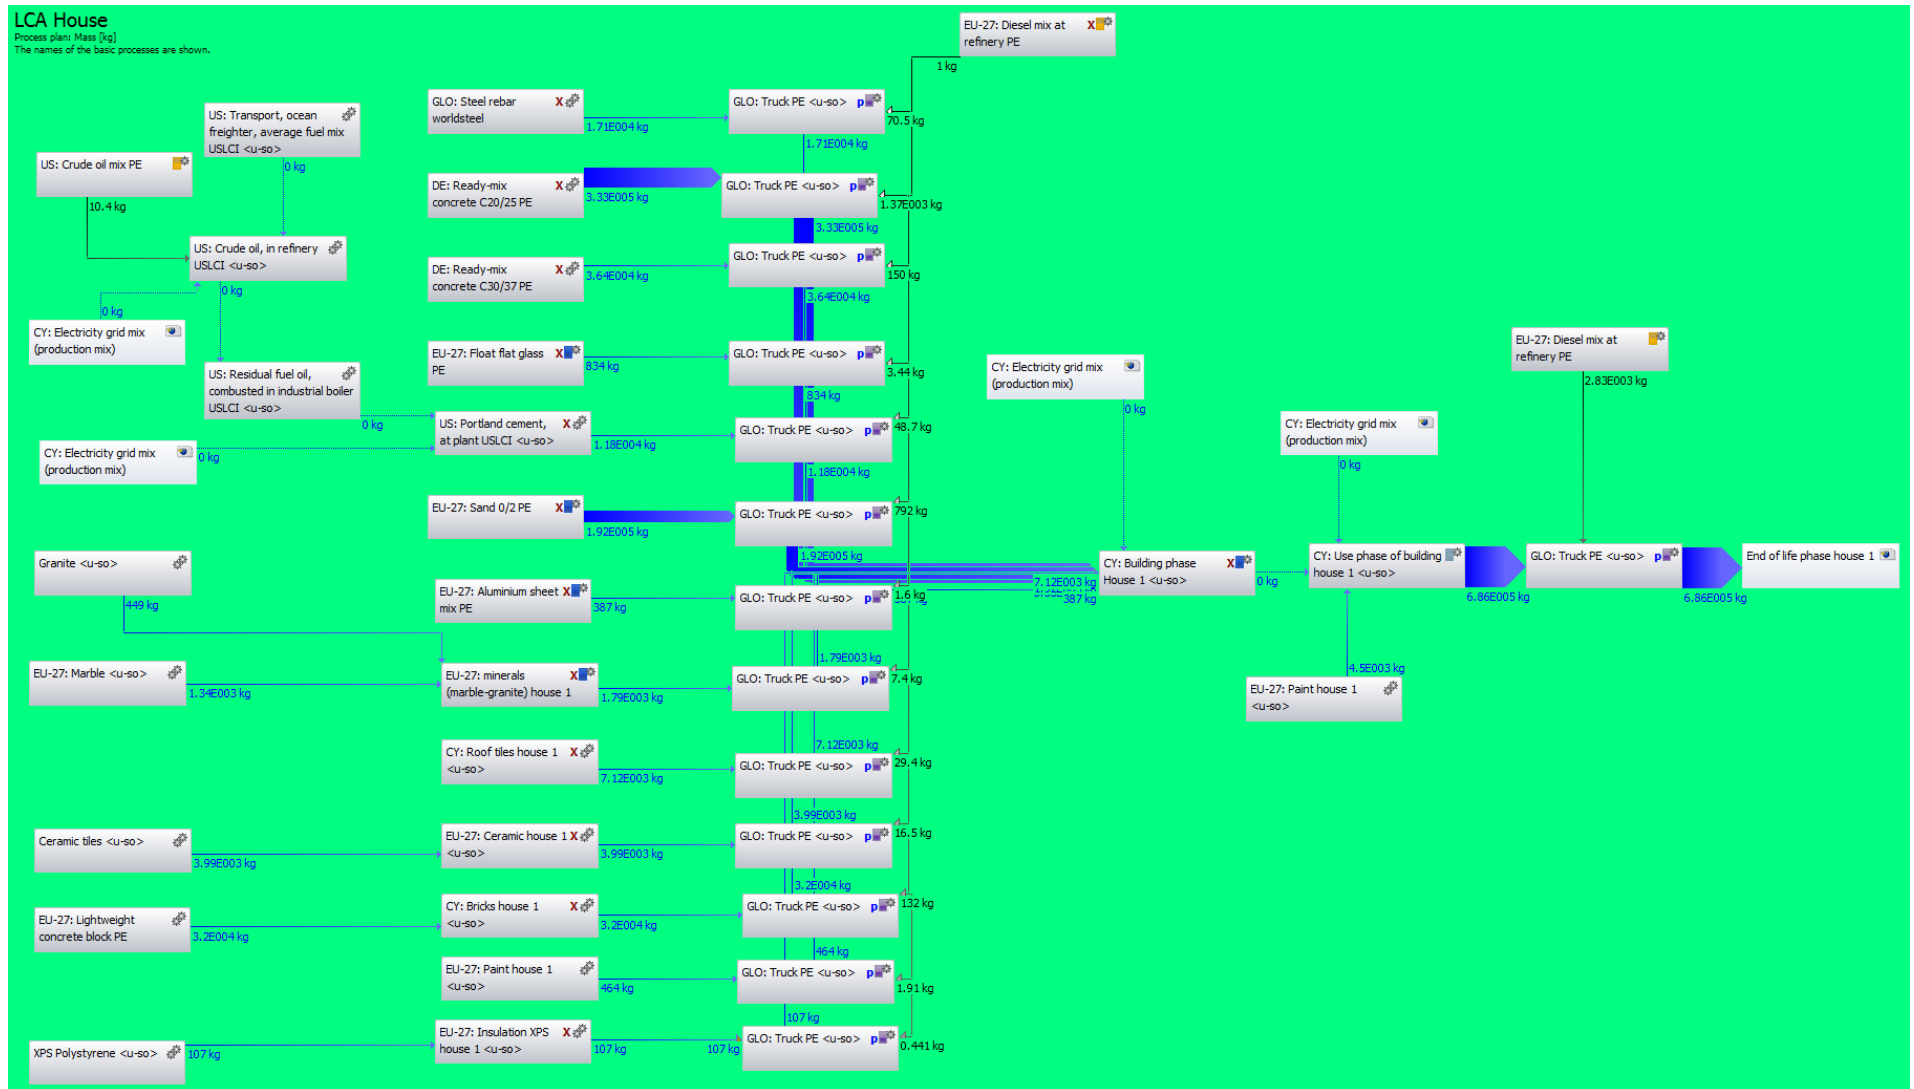 LCA House
Process plan: Mass [kg]
The names of the basic processes are shown.
EU-27: Diesel mix at X
refinery PE
1 kg
GLO: Steel rebar X
worldsteel
1.71E004 kg
GLO: Truck PE <u-so> p
70.5 kg
1.71E004 kg
US: Transport, ocean
freighter, average fuel mix
USLCI <u-so>
0 kg
US: Crude oil mix PE
10.4 kg
DE: Ready-mix X
concrete C20/25 PE
3.33E005 kg
GLO: Truck PE <u-so> p
1.37E003 kg
3.33E005 kg
US: Crude oil, in refinery
USLCI <u-so>
0 kg
DE: Ready-mix X
concrete C30/37 PE
3.64E004 kg
GLO: Truck PE <u-so> p
150 kg
3.64E004 kg
0 kg
CY: Electricity grid mix
(production mix)
EU-27: Float flat glass X
PE
834 kg
GLO: Truck PE <u-so> p
3.44 kg
834 kg
US: Residual fuel oil,
combusted in industrial boiler
USLCI <u-so>
0 kg
US: Portland cement, X
at plant USLCI <u-so>
1.18E004 kg
GLO: Truck PE <u-so> p
48.7 kg
1.18E004 kg
CY: Electricity grid mix
(production mix)
0 kg
EU-27: Sand 0/2 PE X
1.92E005 kg
GLO: Truck PE <u-so> p
792 kg
1.92E005 kg
CY: Electricity grid mix
(production mix)
0 kg
EU-27: Diesel mix at
refinery PE
2.83E003 kg
CY: Electricity grid mix
(production mix)
0 kg
CY: Building phase X
House 1 <u-so>
0 kg
7.12E003 kg
387 kg
CY: Use phase of building
house 1 <u-so>
6.86E005 kg
GLO: Truck PE <u-so> p
6.86E005 kg
End of life phase house 1
4.5E003 kg
EU-27: Paint house 1
<u-so>
Granite <u-so>
449 kg
EU-27: Aluminium sheet X
mix PE
387 kg
GLO: Truck PE <u-so> p
1.6 kg
1.79E003 kg
EU-27: Marble <u-so>
1.34E003 kg
EU-27: minerals X
(marble-granite) house 1
1.79E003 kg
GLO: Truck PE <u-so> p
7.4 kg
7.12E003 kg
CY: Roof tiles house 1 X
<u-so>
7.12E003 kg
GLO: Truck PE <u-so> p
29.4 kg
3.99E003 kg
Ceramic tiles <u-so>
3.99E003 kg
EU-27: Ceramic house 1 X
<u-so>
3.99E003 kg
GLO: Truck PE <u-so> p
16.5 kg
3.2E004 kg
EU-27: Lightweight
concrete block PE
3.2E004 kg
CY: Bricks house 1 X
<u-so>
3.2E004 kg
GLO: Truck PE <u-so> p
132 kg
464 kg
EU-27: Paint house 1
<u-so>
464 kg
GLO: Truck PE <u-so> p
1.91 kg
107 kg
XPS Polystyrene <u-so>
107 kg
EU-27: Insulation XPS X
house 1 <u-so>
107 kg
107 kg
GLO: Truck PE <u-so> p
0.441 kg